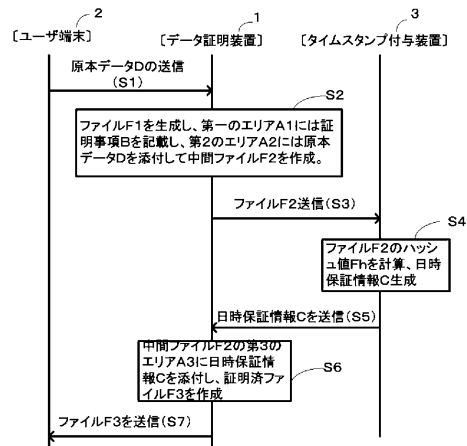 2
1
3
［ユーザ端末］
［データ証明装置］
［タイムスタンプ付与装置］
原本データDの送信
（S1）
S2
ファイルF1を生成し、第一のエリアA1には証
明事項Bを記載し、第2のエリアA2には原本
データDを添付して中間ファイルF2を作成。
ファイルF2送信（S3）
S4
ファイルF2のハッシ
ュ値Fhを計算、日時
保証情報C生成
日時保証情報Cを送信（S5）
中間ファイルF2の第3の
エリアA3に日時保証情
報Cを添付し、証明済ファ
イルF3を作成
S6
ファイルF3を送信（S7）